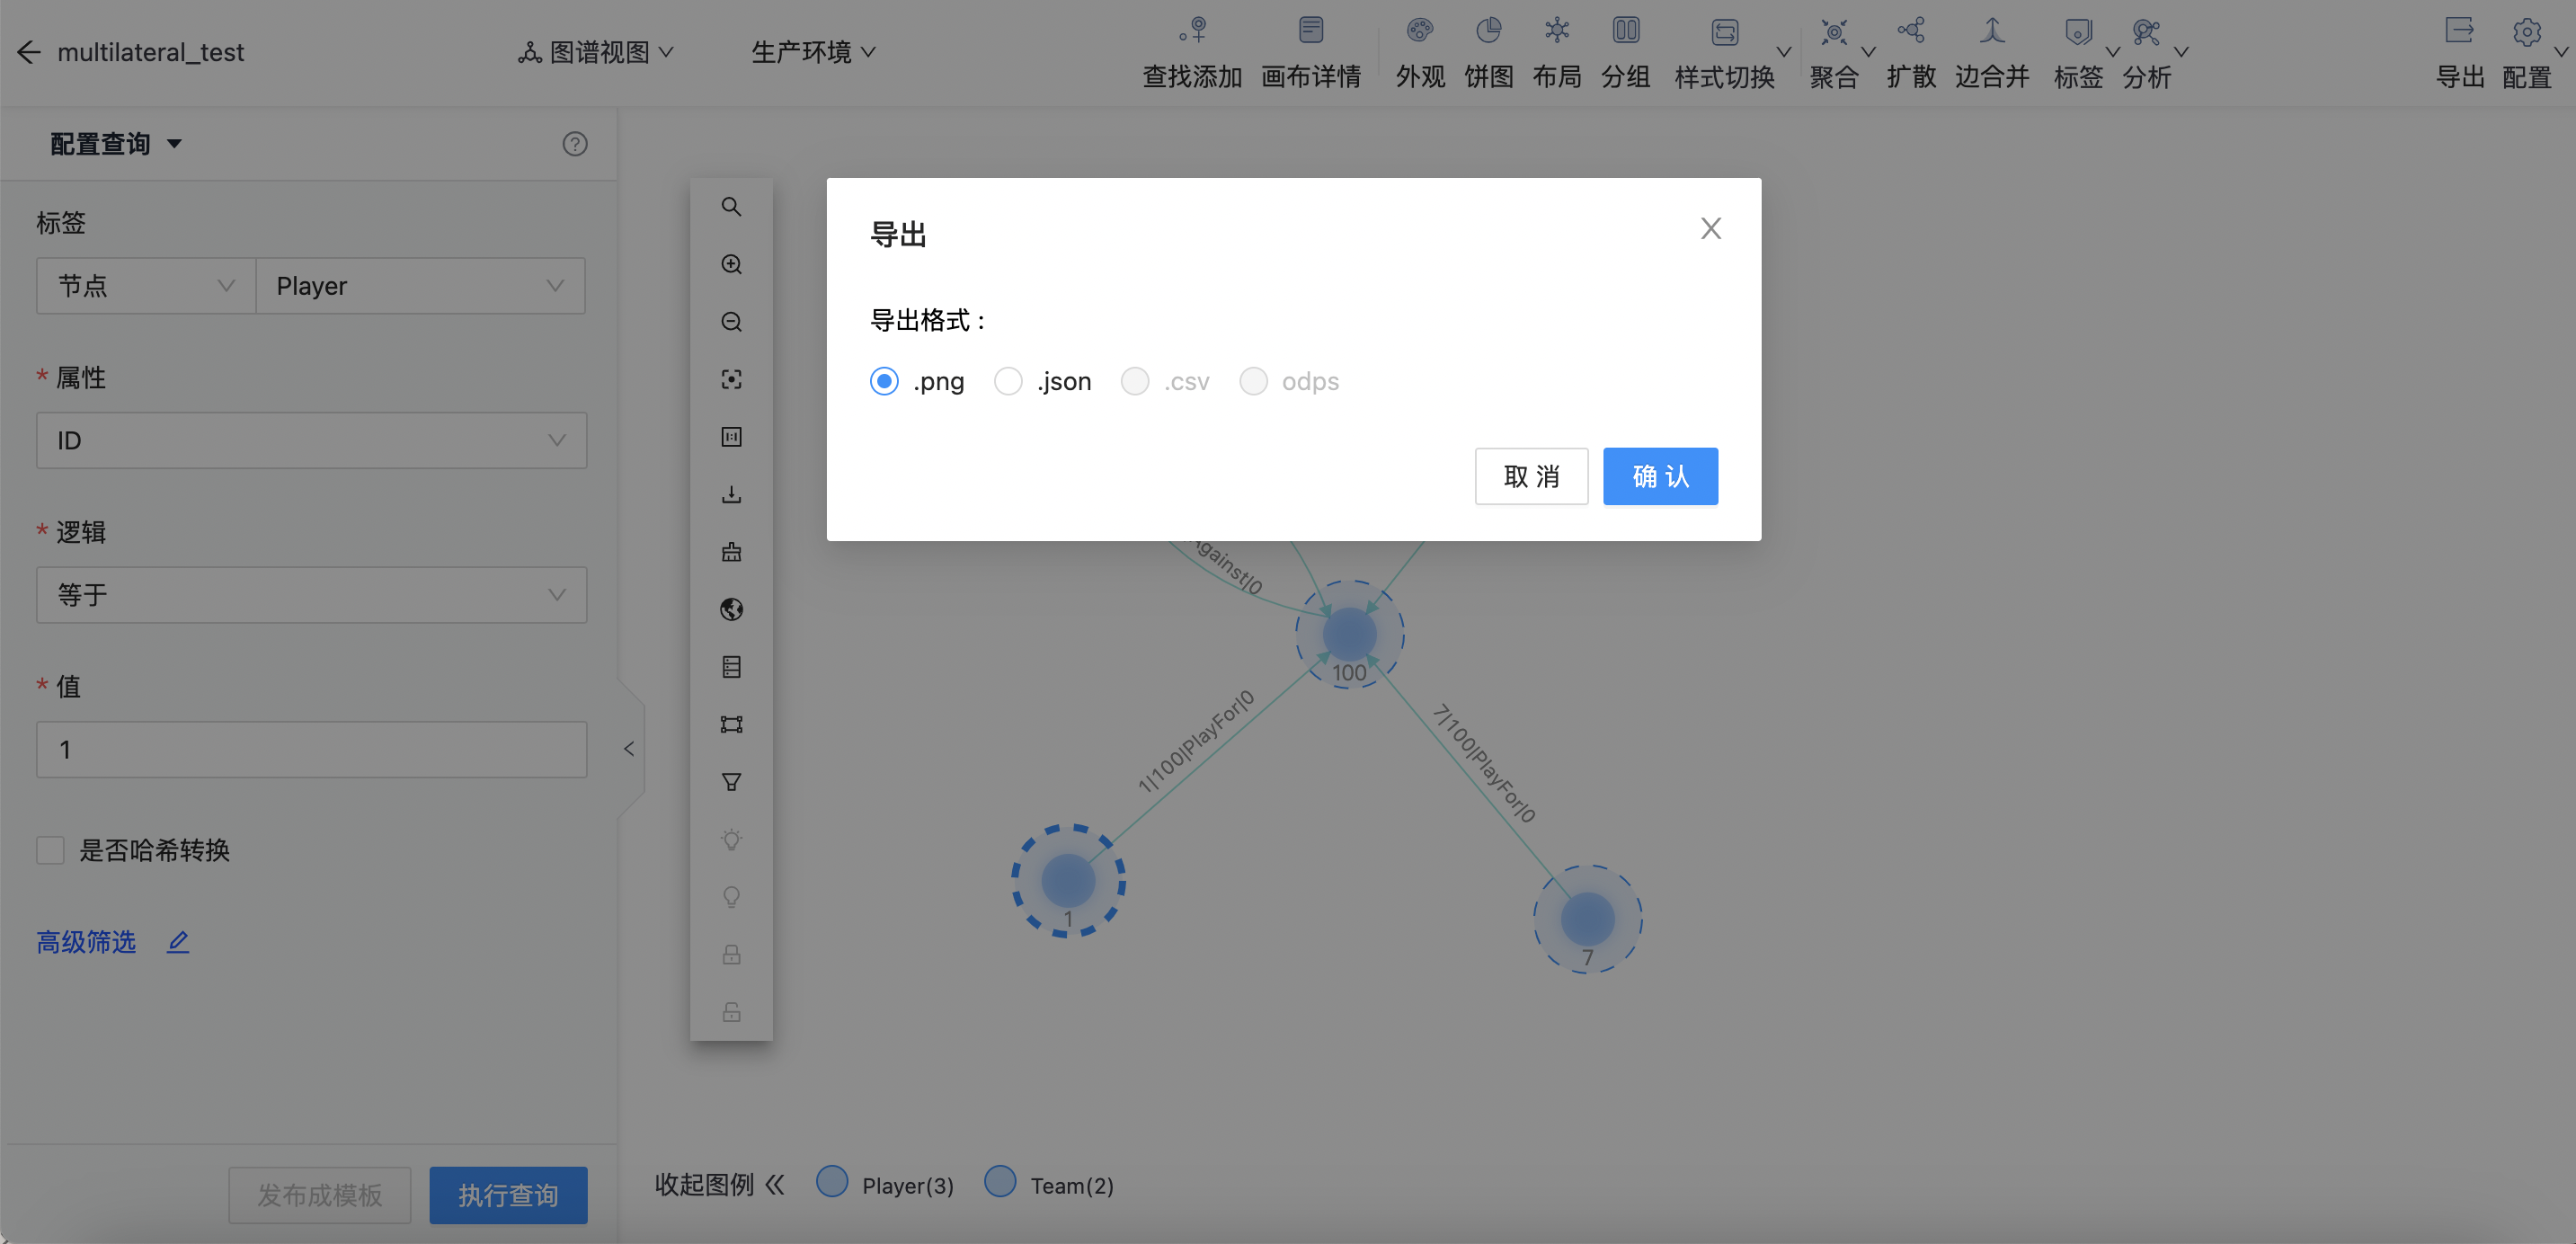 multilateral_test
图谱视图
生产环境
查找添加
画布详情
外观
饼图
布局
分组
样式切换
聚合
扩散
边合并
标签
分析
导出
配置
配置查询
?
标签
节点
Player
* 属性
ID
* 逻辑
等于
* 值
1
是否哈希转换
高级筛选
发布成模板
执行查询
1:1
导出
导出格式 :
.png
.json
.csv
odps
取 消
确 认
Against|0
100
1|100|PlayFor|0
7|100|PlayFor|0
1
7
收起图例
Player(3)
Team(2)